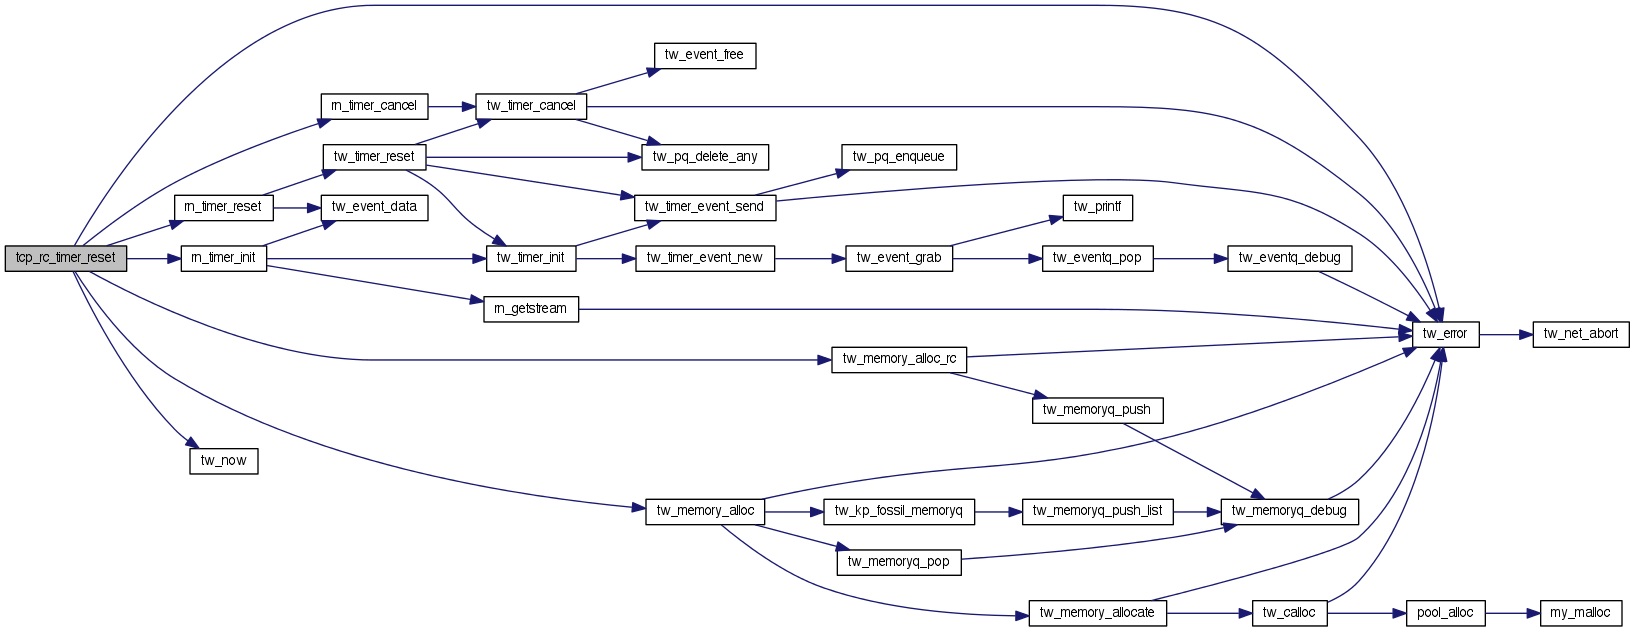 tw_event_free
rn_timer_cancel
tw_timer_cancel
tw_timer_reset
tw_pq_delete_any
tw_pq_enqueue
rn_timer_reset
tw_event_data
tw_timer_event_send
tw_printf
tcp_rc_timer_reset
rn_timer_init
tw_timer_init
tw_timer_event_new
tw_event_grab
tw_eventq_pop
tw_eventq_debug
rn_getstream
tw_error
tw_net_abort
tw_memory_alloc_rc
tw_memoryq_push
tw_now
tw_memory_alloc
tw_kp_fossil_memoryq
tw_memoryq_push_list
tw_memoryq_debug
tw_memoryq_pop
tw_memory_allocate
tw_calloc
pool_alloc
my_malloc